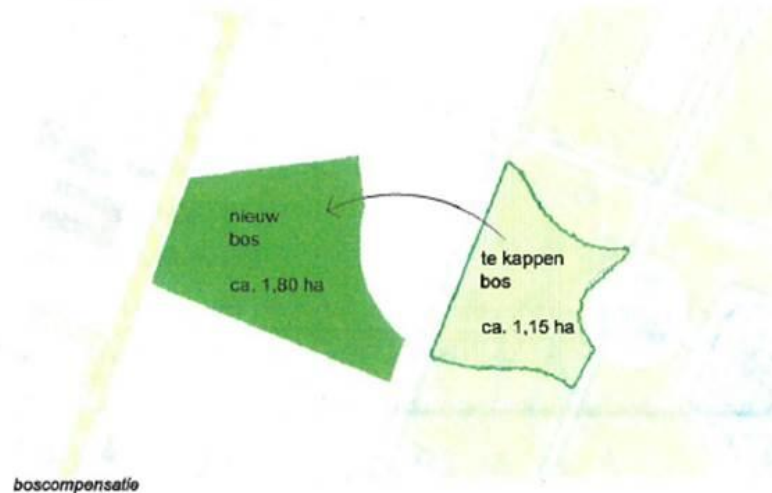 nieuw
bos
ca. 1,80 ha
te kappen
bos
ca. 1,15 ha
boscompensatie